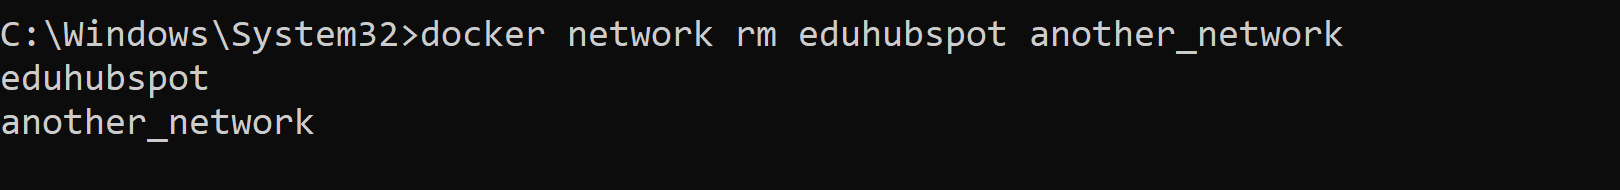 C:\Windows\System32>docker network rm eduhubspot another_network
eduhubspot
another_network